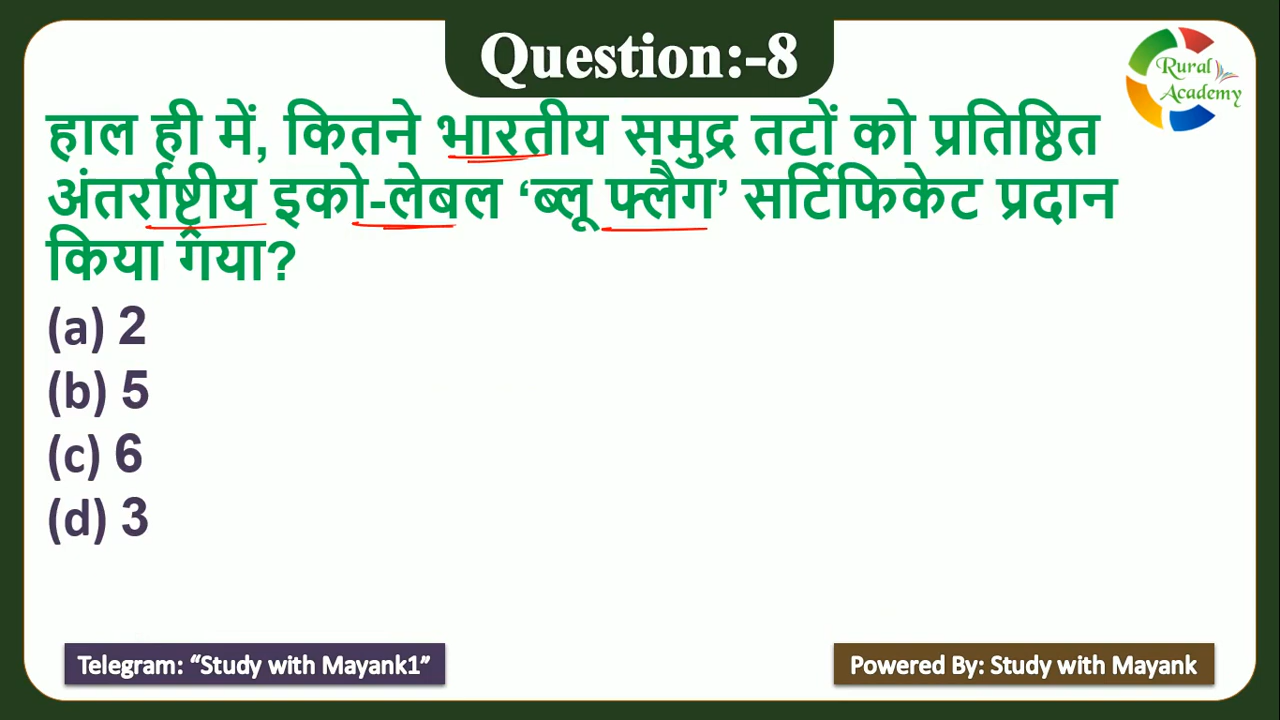 Question:-8
Rural
Academy
हाल ही में, कितने भारतीय समुद्र तटों को प्रतिष्ठित
अंतर्राष्ट्रीय इको-लेबल ‘ब्लू फ्लैग’ सर्टिफिकेट प्रदान
किया गया?
(a) 2
(b) 5
(c) 6
(d) 3
Telegram: “Study with Mayank1”
Powered By: Study with Mayank